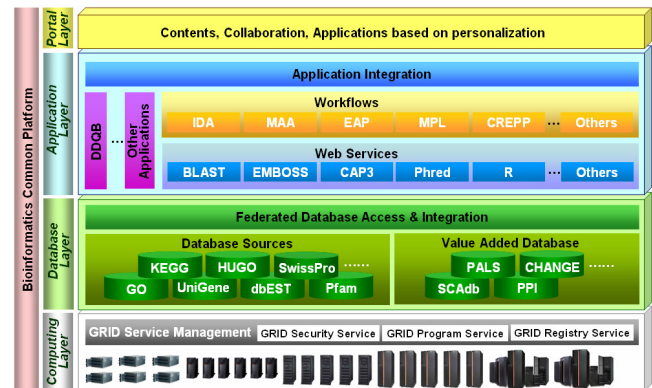 Bioinformatics Common Platform
Portal
Layer
Contents, Collaboration, Applications based on personalization
Application
Layer
Application Integration
DDQB
...
Other
Applications
Workflows
IDA MAA EAP MPL CREPP ... Others
Web Services
BLAST EMBOSS CAP3 Phred R ... Others
Database
Layer
Federated Database Access & Integration
Database Sources
KEGG HUGO SwissPro ......
GO UniGene dbEST Pfam
Value Added Database
PALS CHANGE ......
SCAdb PPI
Computing
Layer
GRID Service Management GRID Security Service GRID Program Service GRID Registry Service